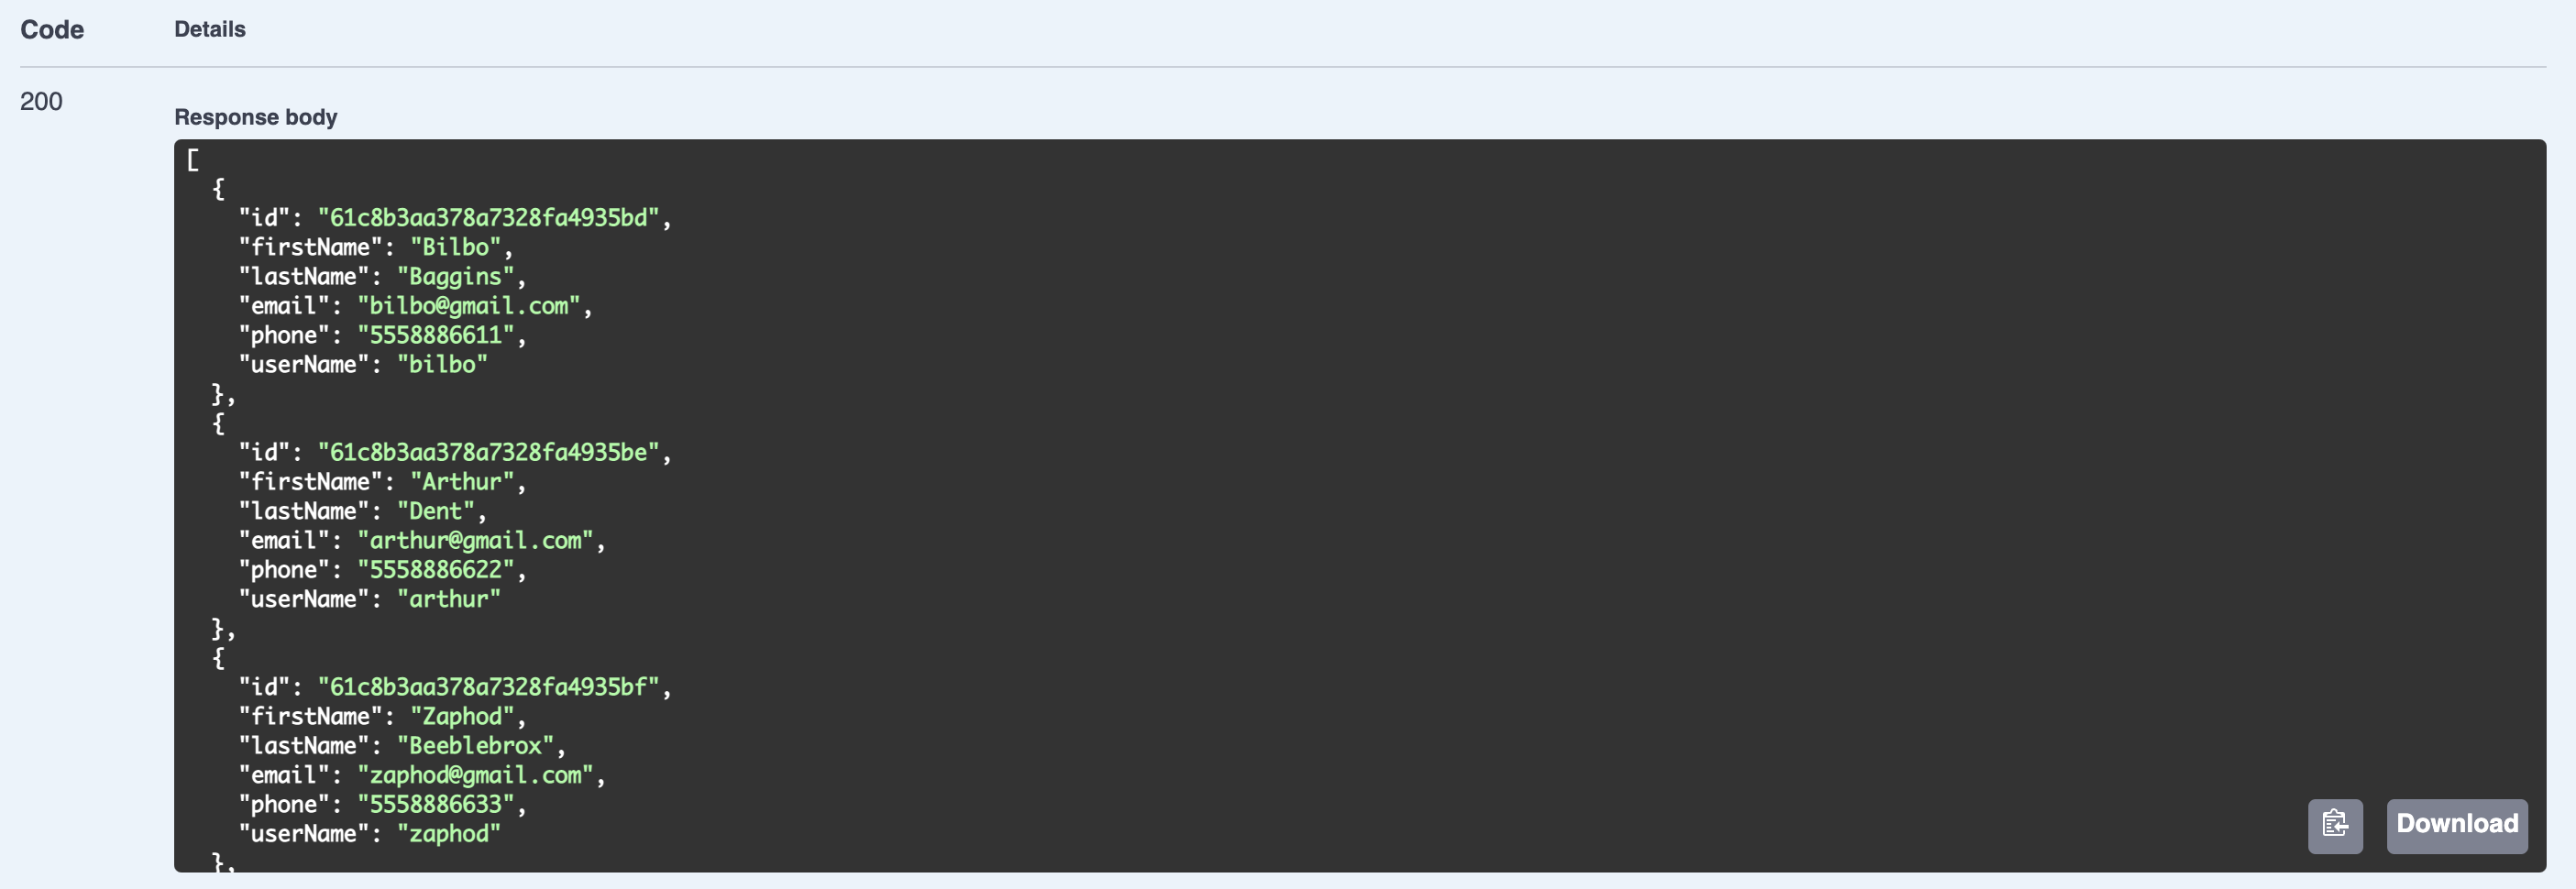 Code Details
200
Response body
[
  {
    "id": "61c8b3aa378a7328fa4935bd",
    "firstName": "Bilbo",
    "lastName": "Baggins",
    "email": "bilbo@gmail.com",
    "phone": "5558886611",
    "userName": "bilbo"
  },
  {
    "id": "61c8b3aa378a7328fa4935be",
    "firstName": "Arthur",
    "lastName": "Dent",
    "email": "arthur@gmail.com",
    "phone": "5558886622",
    "userName": "arthur"
  },
  {
    "id": "61c8b3aa378a7328fa4935bf",
    "firstName": "Zaphod",
    "lastName": "Beeblebrox",
    "email": "zaphod@gmail.com",
    "phone": "5558886633",
    "userName": "zaphod"
  },
Download